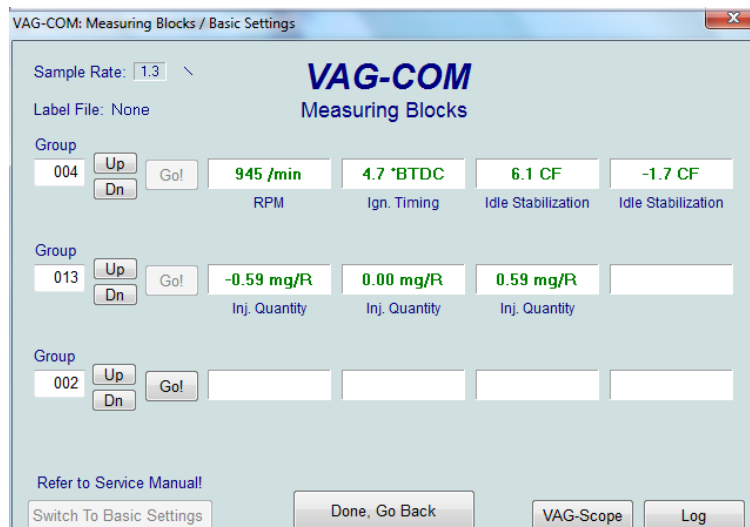 VAG-COM: Measuring Blocks / Basic Settings
x
Sample Rate: 1.3 \
VAG-COM
Label File: None
Measuring Blocks
Group
004 Up Dn Go! 945 /min 4.7 *BTDC 6.1 CF -1.7 CF
RPM Ign. Timing Idle Stabilization Idle Stabilization
Group
013 Up Dn Go! -0.59 mg/R 0.00 mg/R 0.59 mg/R
Inj. Quantity Inj. Quantity Inj. Quantity
Group
002 Up Dn Go!
Refer to Service Manual!
Switch To Basic Settings Done, Go Back VAG-Scope Log